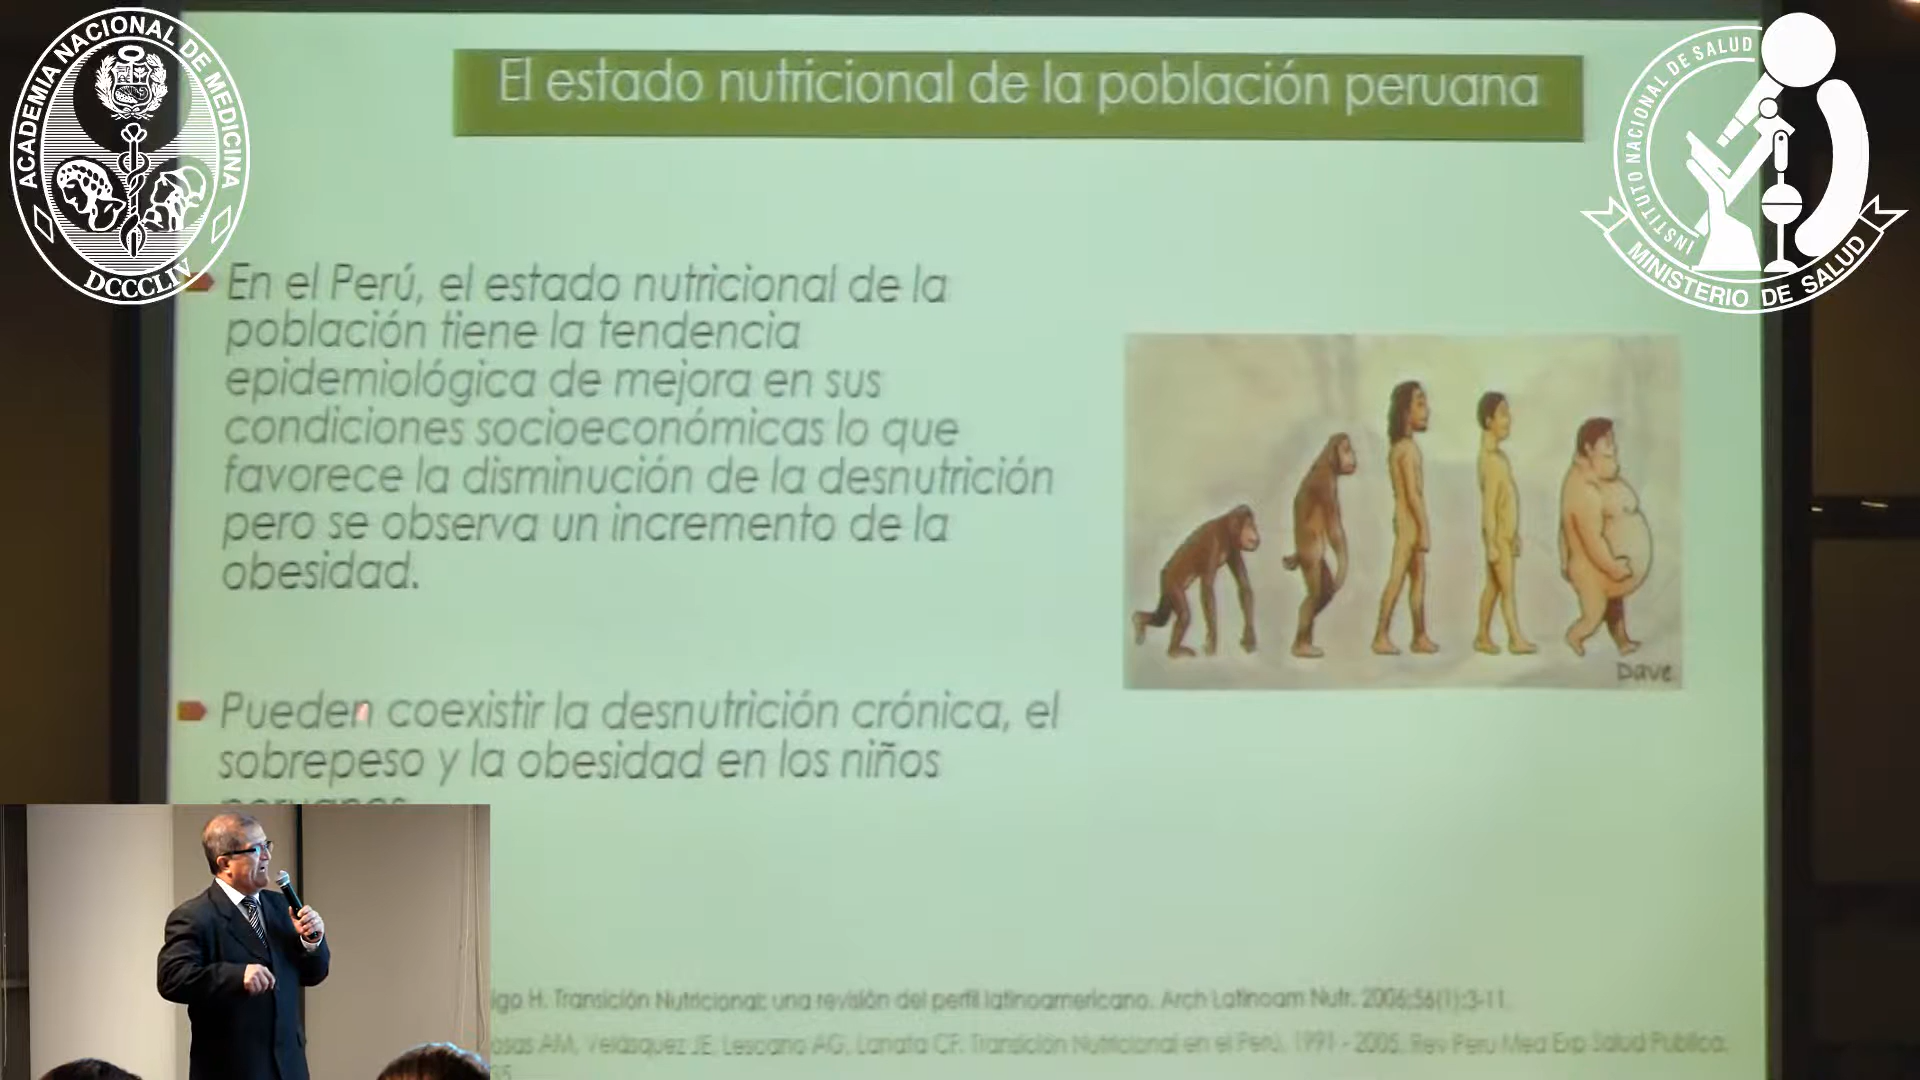 ACADEMIA NACIONAL DE MEDICINA
DCCCLIV
El estado nutricional de la población peruana
INSTITUTO NACIONAL DE SALUD
MINISTERIO DE SALUD
En el Perú, el estado nutricional de la
población tiene la tendencia
epidemiológica de mejora en sus
condiciones socioeconómicas lo que
favorece la disminución de la desnutrición
pero se observa un incremento de la
obesidad.
Dave
Pueden coexistir la desnutrición crónica, el
sobrepeso y la obesidad en los niños
peruanos
igo H. Transición Nutricional: una revisión del perfil latinoamericano. Arch Latinoam Nutr. 2006;56(1):3-11.
osas AM, Velásquez JE, Lescano AG, Lanata CF. Transición Nutricional en el Perú, 1991 - 2005. Rev Peru Med Exp Salud Publica.